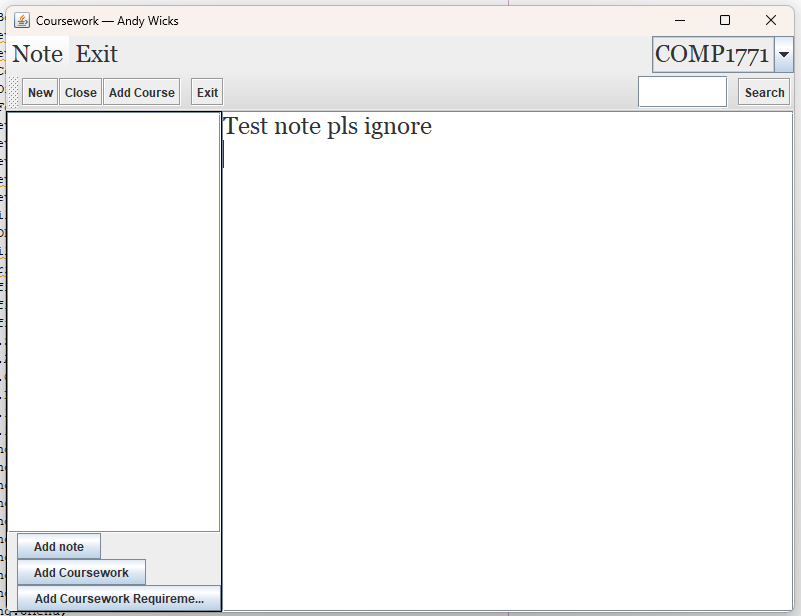 Coursework — Andy Wicks
Note Exit
COMP1771
New Close Add Course Exit
Search
Test note pls ignore
Add note
Add Coursework
Add Coursework Requireme...